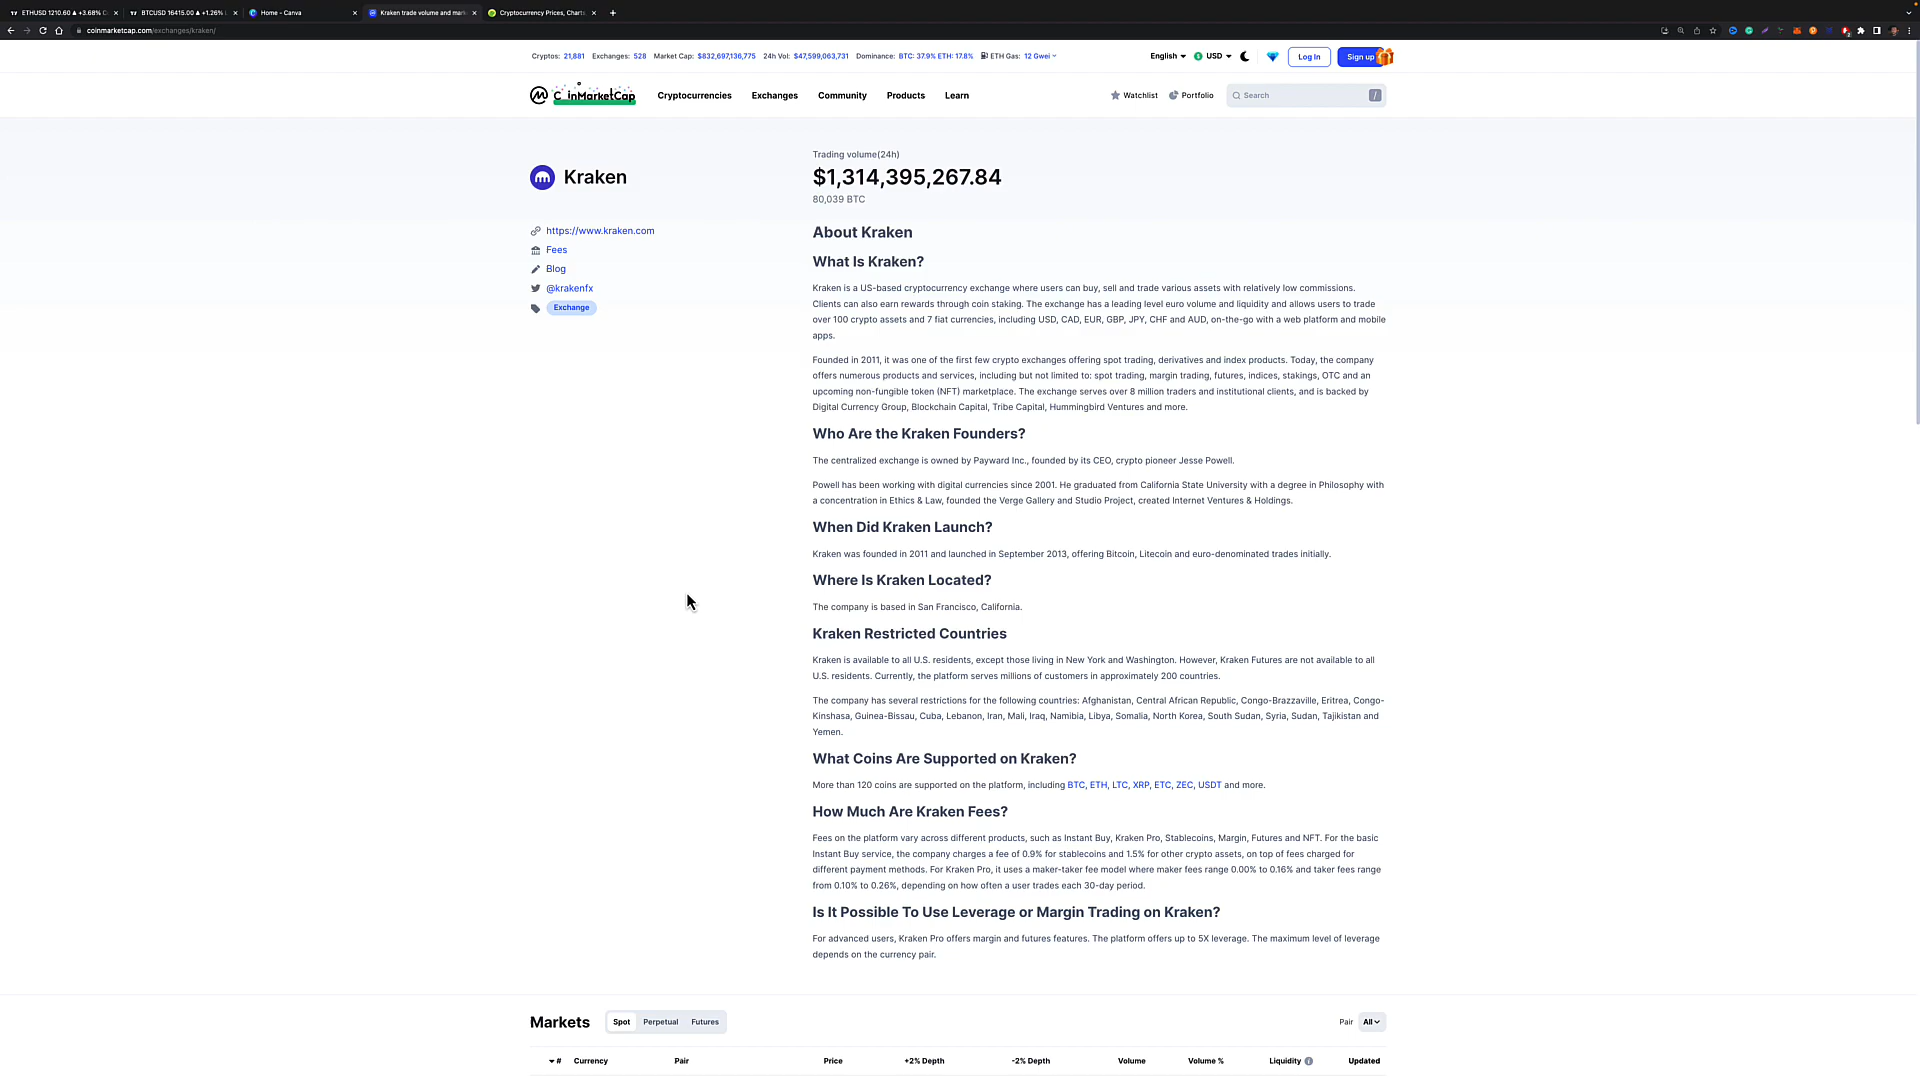 ETHUSD 1210.60 ▲ +3.68%
BTCUSD 16415.00 ▲ +1.26%
Home - Canva
Kraken trade volume and mar
Cryptocurrency Prices, Charts
coinmarketcap.com/exchanges/kraken/
Cryptos: 21,881 Exchanges: 528 Market Cap: $832,697,136,775 24h Vol: $47,599,063,731 Dominance: BTC: 37.9% ETH: 17.8% ETH Gas: 12 Gwei
English USD Log In Sign up
C inMarketCap Cryptocurrencies Exchanges Community Products Learn Watchlist Portfolio Search /
Kraken
https://www.kraken.com
Fees
Blog
@krakenfx
Exchange
Trading volume(24h)
$1,314,395,267.84
80,039 BTC
About Kraken
What Is Kraken?
Kraken is a US-based cryptocurrency exchange where users can buy, sell and trade various assets with relatively low commissions.
Clients can also earn rewards through coin staking. The exchange has a leading level euro volume and liquidity and allows users to trade
over 100 crypto assets and 7 fiat currencies, including USD, CAD, EUR, GBP, JPY, CHF and AUD, on-the-go with a web platform and mobile
apps.
Founded in 2011, it was one of the first few crypto exchanges offering spot trading, derivatives and index products. Today, the company
offers numerous products and services, including but not limited to: spot trading, margin trading, futures, indices, stakings, OTC and an
upcoming non-fungible token (NFT) marketplace. The exchange serves over 8 million traders and institutional clients, and is backed by
Digital Currency Group, Blockchain Capital, Tribe Capital, Hummingbird Ventures and more.
Who Are the Kraken Founders?
The centralized exchange is owned by Payward Inc., founded by its CEO, crypto pioneer Jesse Powell.
Powell has been working with digital currencies since 2001. He graduated from California State University with a degree in Philosophy with
a concentration in Ethics & Law, founded the Verge Gallery and Studio Project, created Internet Ventures & Holdings.
When Did Kraken Launch?
Kraken was founded in 2011 and launched in September 2013, offering Bitcoin, Litecoin and euro-denominated trades initially.
Where Is Kraken Located?
The company is based in San Francisco, California.
Kraken Restricted Countries
Kraken is available to all U.S. residents, except those living in New York and Washington. However, Kraken Futures are not available to all
U.S. residents. Currently, the platform serves millions of customers in approximately 200 countries.
The company has several restrictions for the following countries: Afghanistan, Central African Republic, Congo-Brazzaville, Eritrea, Congo-
Kinshasa, Guinea-Bissau, Cuba, Lebanon, Iran, Mali, Iraq, Namibia, Libya, Somalia, North Korea, South Sudan, Syria, Sudan, Tajikistan and
Yemen.
What Coins Are Supported on Kraken?
More than 120 coins are supported on the platform, including BTC, ETH, LTC, XRP, ETC, ZEC, USDT and more.
How Much Are Kraken Fees?
Fees on the platform vary across different products, such as Instant Buy, Kraken Pro, Stablecoins, Margin, Futures and NFT. For the basic
Instant Buy service, the company charges a fee of 0.9% for stablecoins and 1.5% for other crypto assets, on top of fees charged for
different payment methods. For Kraken Pro, it uses a maker-taker fee model where maker fees range 0.00% to 0.16% and taker fees range
from 0.10% to 0.26%, depending on how often a user trades each 30-day period.
Is It Possible To Use Leverage or Margin Trading on Kraken?
For advanced users, Kraken Pro offers margin and futures features. The platform offers up to 5X leverage. The maximum level of leverage
depends on the currency pair.
Markets Spot Perpetual Futures Pair All
# Currency Pair Price +2% Depth -2% Depth Volume Volume % Liquidity Updated